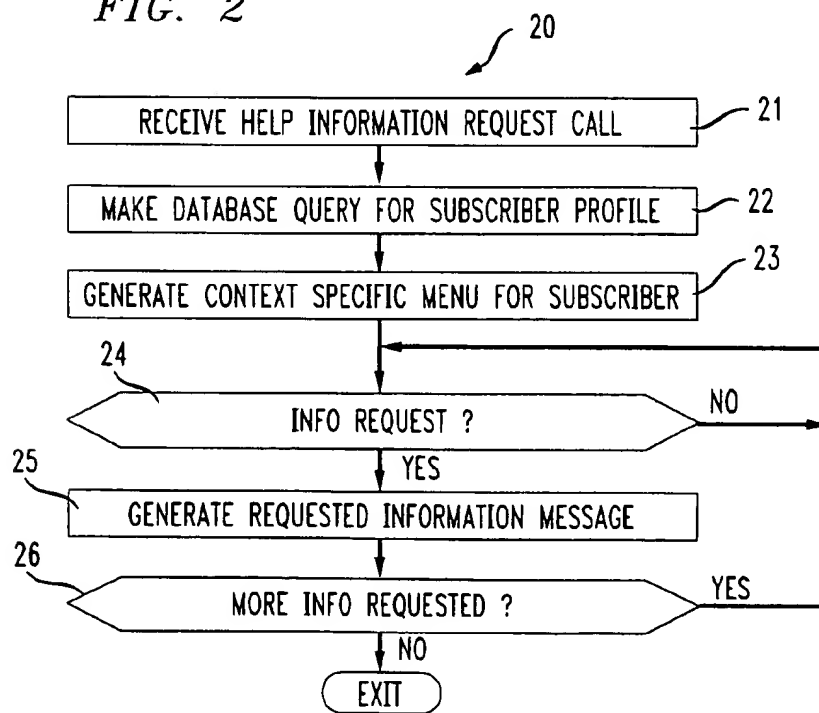 FIG. 2
20
RECEIVE HELP INFORMATION REQUEST CALL
21
MAKE DATABASE QUERY FOR SUBSCRIBER PROFILE
22
23
GENERATE CONTEXT SPECIFIC MENU FOR SUBSCRIBER
24
INFO REQUEST ?
NO
YES
25
GENERATE REQUESTED INFORMATION MESSAGE
26
MORE INFO REQUESTED ?
YES
NO
EXIT